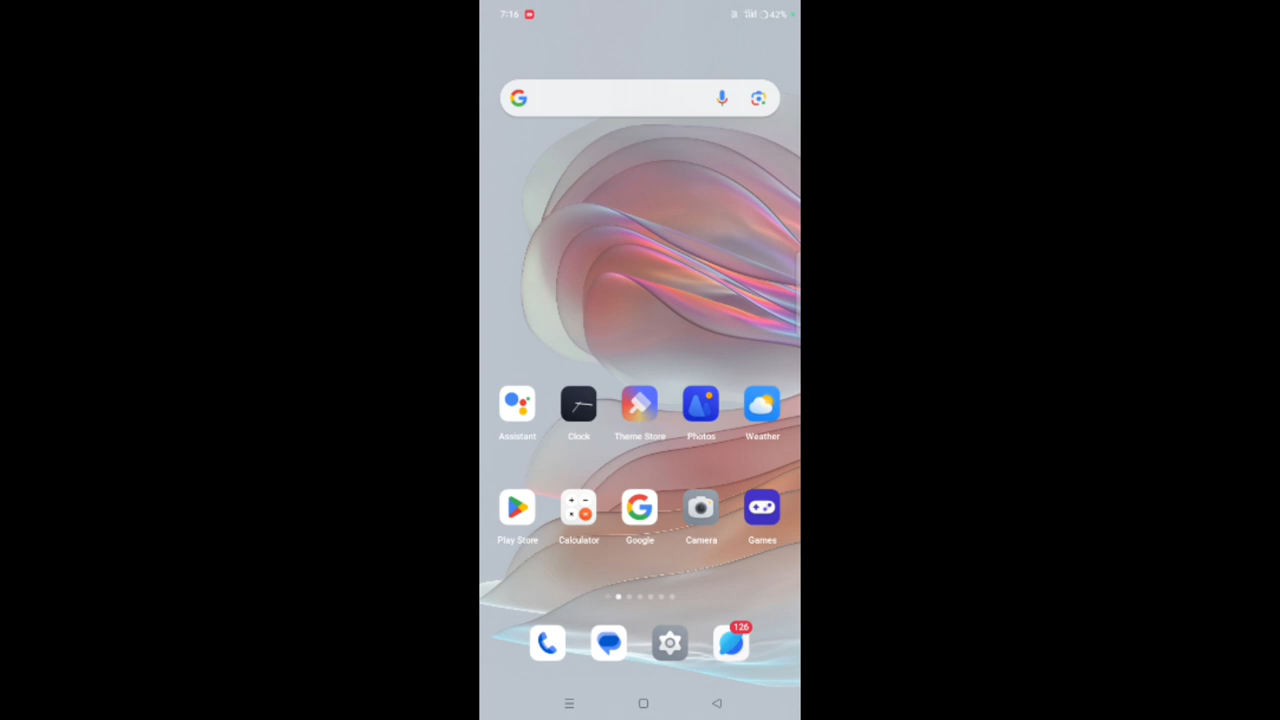 7:16
42%
Assistant
Clock
Theme Store
Photos
Weather
Play Store
Calculator
Google
Camera
Games
126